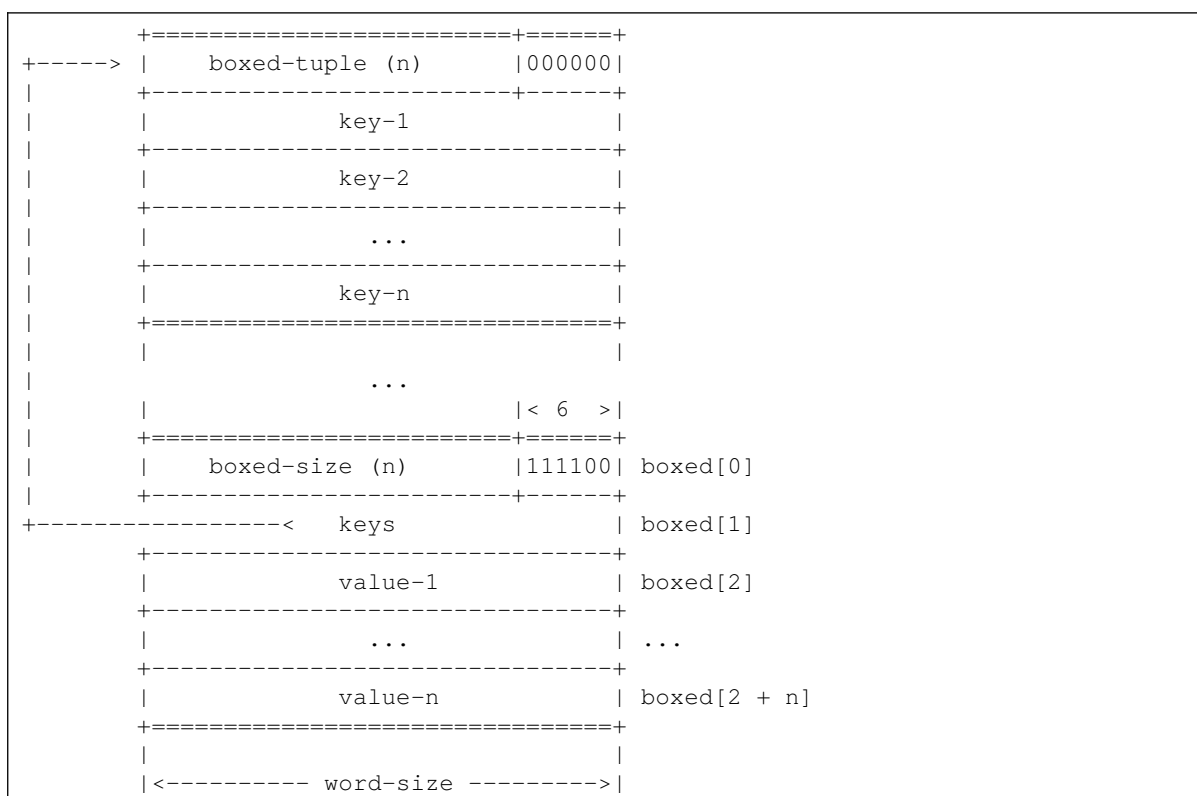 +=========================+======+
+-----> |    boxed-tuple (n)      |000000|
|       +-------------------------+------+
|       |             key-1              |
|       +--------------------------------+
|       |             key-2              |
|       +--------------------------------+
|       |               ...              |
|       +--------------------------------+
|       |             key-n              |
|       +================================+
|       |                                |
|                       ...
|       |                         |< 6  >|
|       +=========================+======+
|       |    boxed-size (n)       |111100| boxed[0]
|       +-------------------------+------+
+-----------------<   keys               | boxed[1]
        +--------------------------------+
        |             value-1            | boxed[2]
        +--------------------------------+
        |               ...              | ...
        +--------------------------------+
        |             value-n            | boxed[2 + n]
        +================================+
        |                                |
        |<---------- word-size --------->|